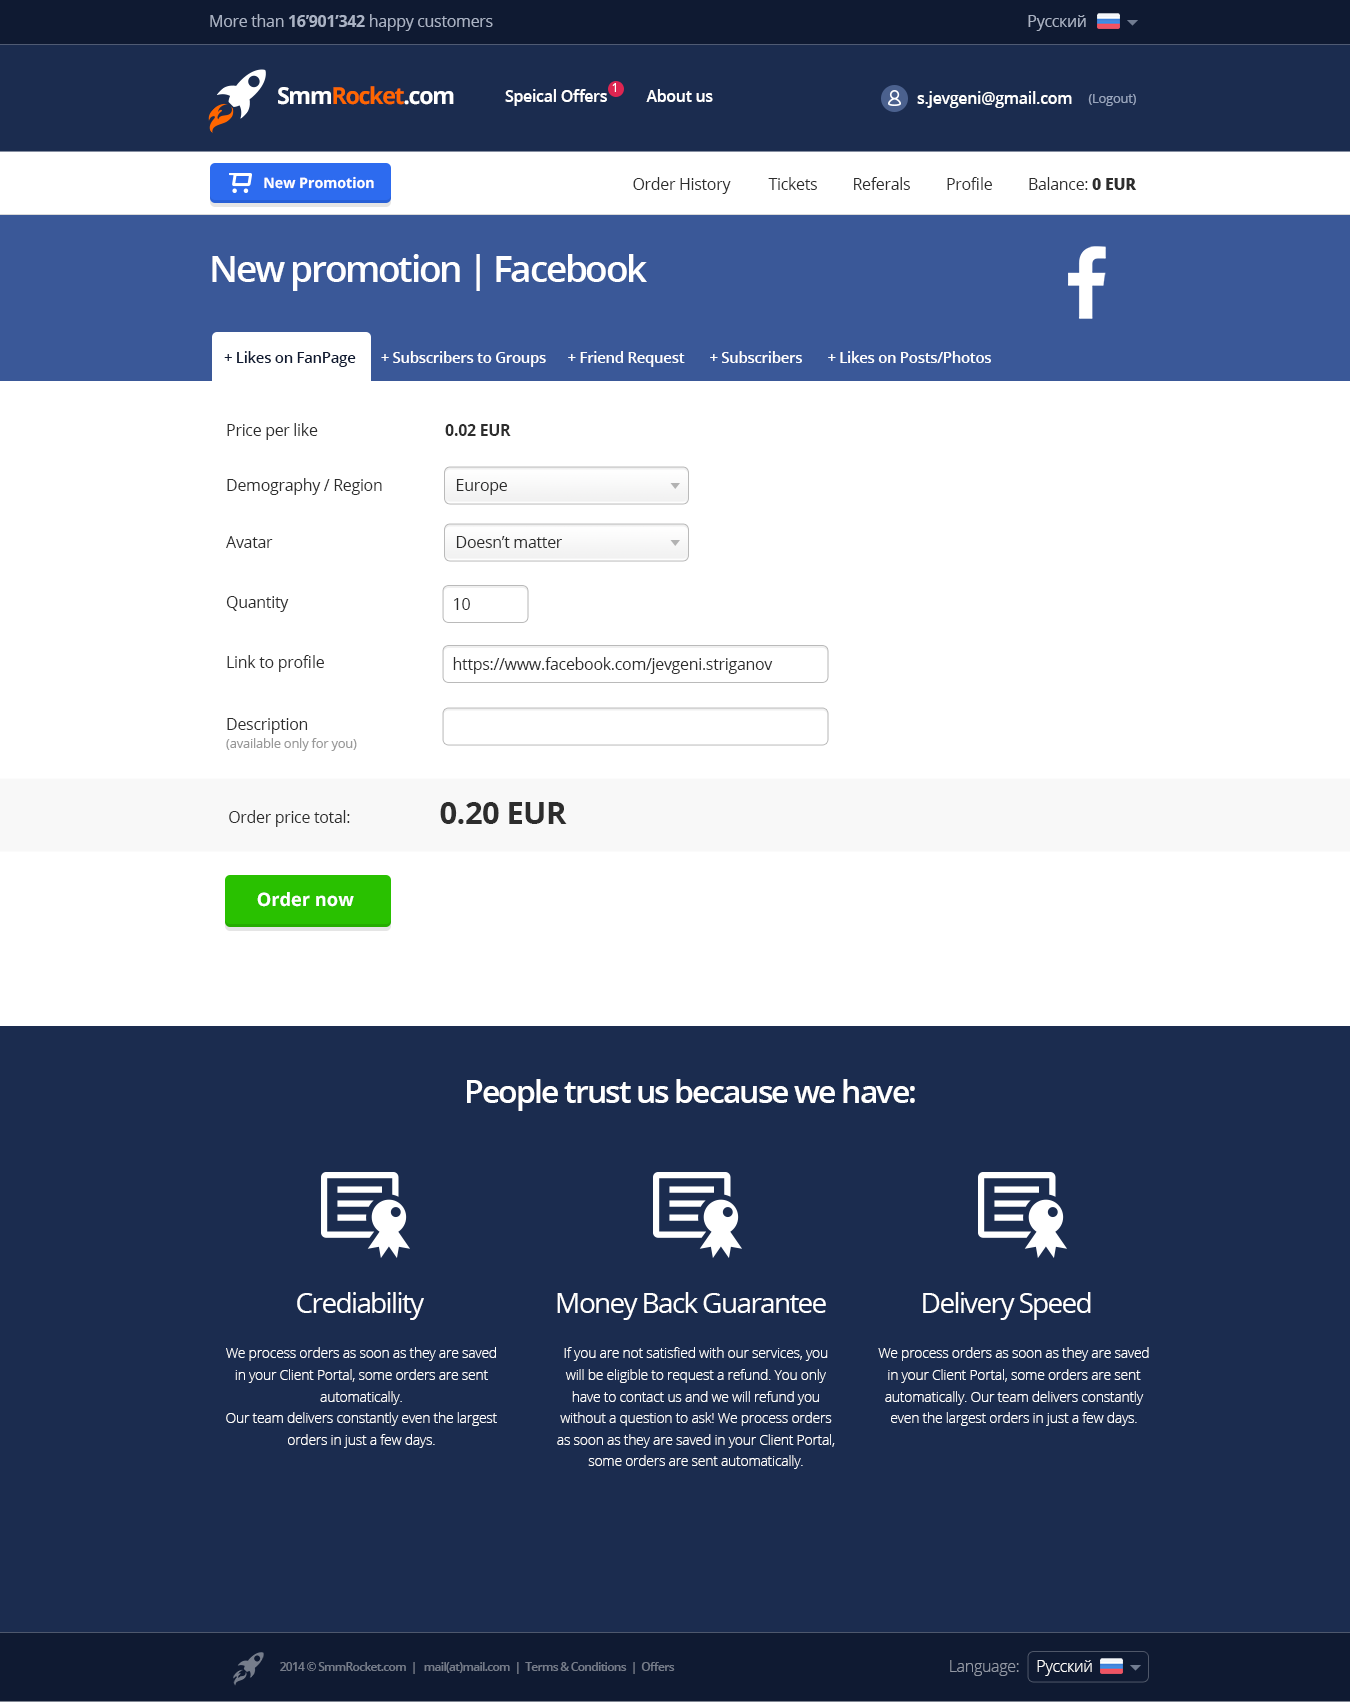 More than 16’901’342 happy customers
Русский
SmmRocket.com
Speical Offers 1
About us
s.jevgeni@gmail.com (Logout)
New Promotion
Order History Tickets Referals Profile Balance: 0 EUR
New promotion | Facebook
+ Likes on FanPage + Subscribers to Groups + Friend Request + Subscribers + Likes on Posts/Photos
Price per like 0.02 EUR
Demography / Region Europe
Avatar Doesn’t matter
Quantity 10
Link to profile https://www.facebook.com/jevgeni.striganov
Description
(available only for you)
Order price total: 0.20 EUR
Order now
People trust us because we have:
Crediability
We process orders as soon as they are saved
in your Client Portal, some orders are sent
automatically.
Our team delivers constantly even the largest
orders in just a few days.
Money Back Guarantee
If you are not satisfied with our services, you
will be eligible to request a refund. You only
have to contact us and we will refund you
without a question to ask! We process orders
as soon as they are saved in your Client Portal,
some orders are sent automatically.
Delivery Speed
We process orders as soon as they are saved
in your Client Portal, some orders are sent
automatically. Our team delivers constantly
even the largest orders in just a few days.
2014 © SmmRocket.com | mail(at)mail.com | Terms & Conditions | Offers
Language: Русский